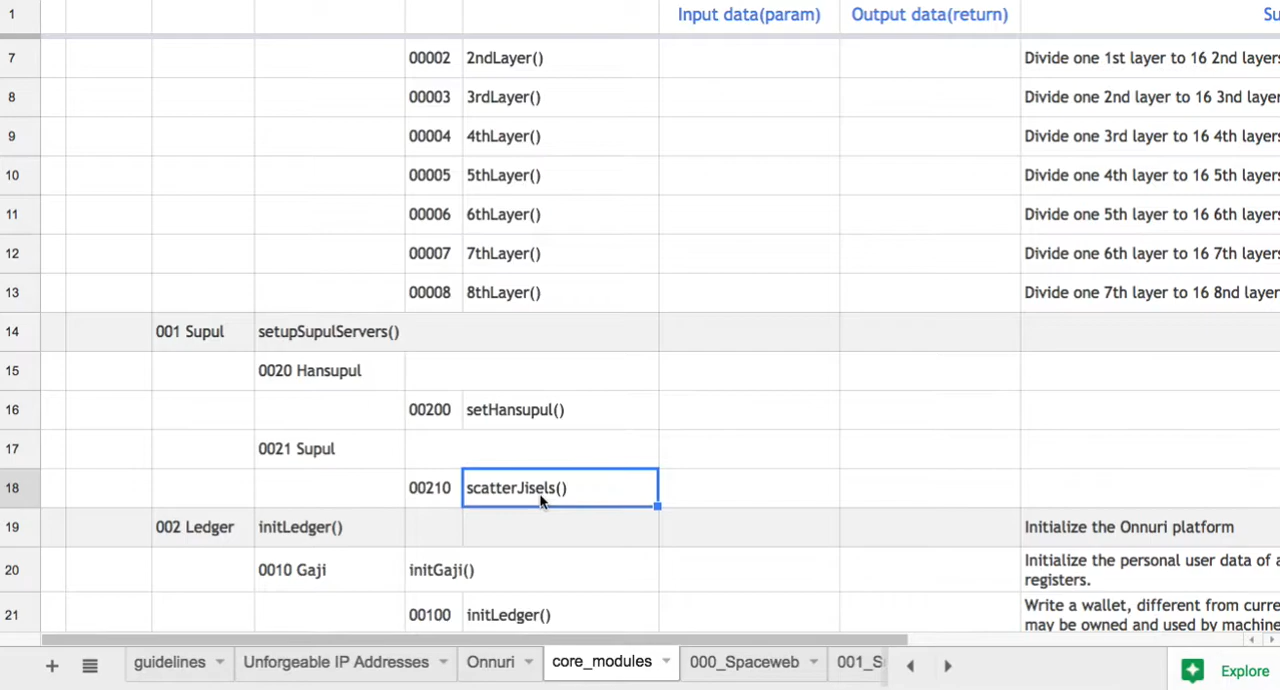 1 Input data(param) Output data(return) Su
7 00002 2ndLayer() Divide one 1st layer to 16 2nd layers
8 00003 3rdLayer() Divide one 2nd layer to 16 3nd layer
9 00004 4thLayer() Divide one 3rd layer to 16 4th layers
10 00005 5thLayer() Divide one 4th layer to 16 5th layers
11 00006 6thLayer() Divide one 5th layer to 16 6th layers
12 00007 7thLayer() Divide one 6th layer to 16 7th layers
13 00008 8thLayer() Divide one 7th layer to 16 8nd layer
14 001 Supul setupSupulServers()
15 0020 Hansupul
16 00200 setHansupul()
17 0021 Supul
18 00210 scatterJisels()
19 002 Ledger initLedger() Initialize the Onnuri platform
20 0010 Gaji initGaji() Initialize the personal user data of a
registers.
21 00100 initLedger() Write a wallet, different from curre
may be owned and used by machine
guidelines Unforgeable IP Addresses Onnuri core_modules 000_Spaceweb 001_S Explore